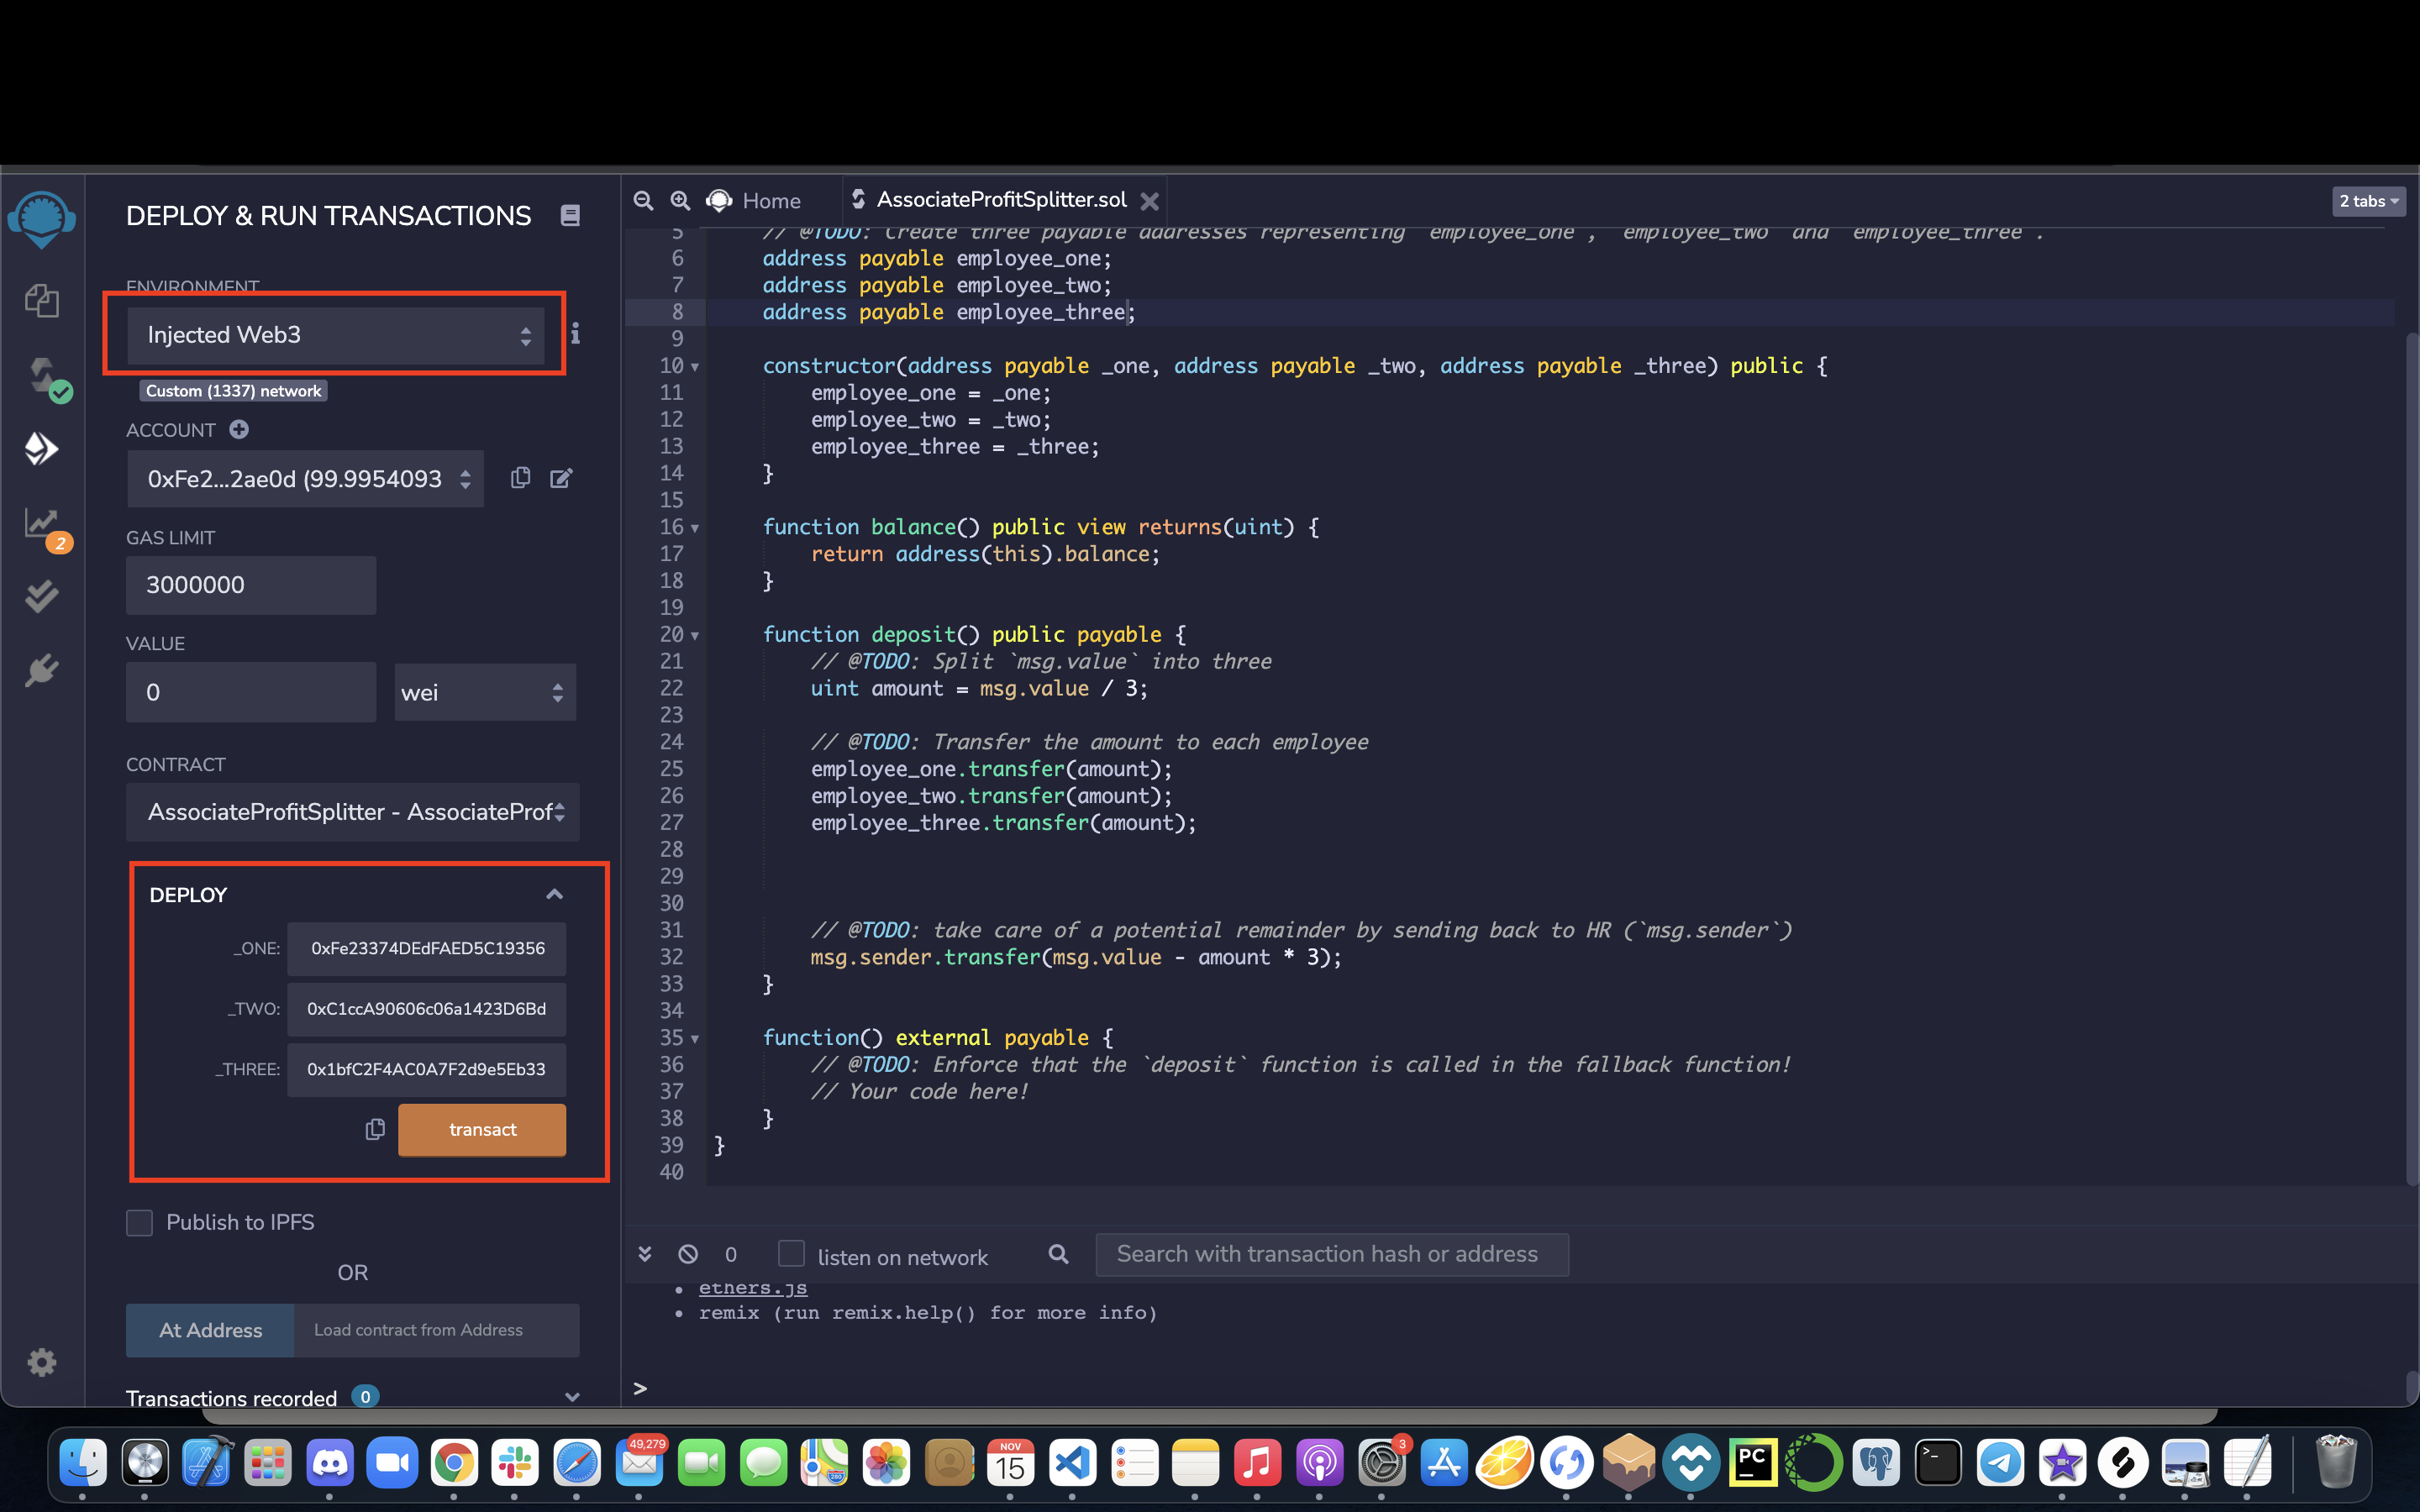 DEPLOY & RUN TRANSACTIONS
ENVIRONMENT
Injected Web3
i
Custom (1337) network
ACCOUNT
0xFe2...2ae0d (99.9954093
GAS LIMIT
3000000
VALUE
0
wei
CONTRACT
AssociateProfitSplitter - AssociateProf
DEPLOY
_ONE: 0xFe23374DEdFAED5C19356
_TWO: 0xC1ccA90606c06a1423D6Bd
_THREE: 0x1bfC2F4AC0A7F2d9e5Eb33
transact
Publish to IPFS
OR
At Address
Load contract from Address
Transactions recorded 0
2
Home
AssociateProfitSplitter.sol
2 tabs
5 // @TODO: Create three payable addresses representing `employee_one`, `employee_two` and `employee_three`.
6 address payable employee_one;
7 address payable employee_two;
8 address payable employee_three;
9
10 constructor(address payable _one, address payable _two, address payable _three) public {
11 employee_one = _one;
12 employee_two = _two;
13 employee_three = _three;
14 }
15
16 function balance() public view returns(uint) {
17 return address(this).balance;
18 }
19
20 function deposit() public payable {
21 // @TODO: Split `msg.value` into three
22 uint amount = msg.value / 3;
23
24 // @TODO: Transfer the amount to each employee
25 employee_one.transfer(amount);
26 employee_two.transfer(amount);
27 employee_three.transfer(amount);
28
29
30
31 // @TODO: take care of a potential remainder by sending back to HR (`msg.sender`)
32 msg.sender.transfer(msg.value - amount * 3);
33 }
34
35 function() external payable {
36 // @TODO: Enforce that the `deposit` function is called in the fallback function!
37 // Your code here!
38 }
39 }
40
0
listen on network
Search with transaction hash or address
• ethers.js
• remix (run remix.help() for more info)
>
49,279
NOV
15
3
PC
280